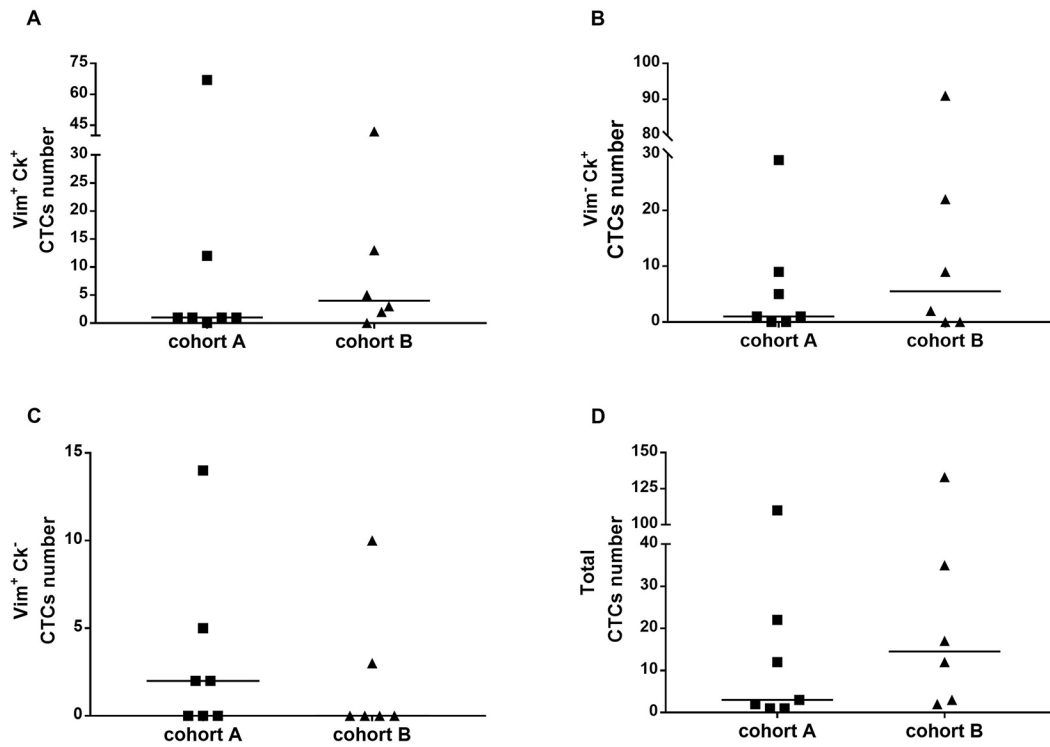 A
Vim⁺ Ck⁺
CTCs number
75
60
45
30
25
20
15
10
5
0
cohort A
cohort B
B
Vim⁻ Ck⁺
CTCs number
100
90
80
30
20
10
0
cohort A
cohort B
C
Vim⁺ Ck⁻
CTCs number
15
10
5
0
cohort A
cohort B
D
Total
CTCs number
150
125
100
40
30
20
10
0
cohort A
cohort B